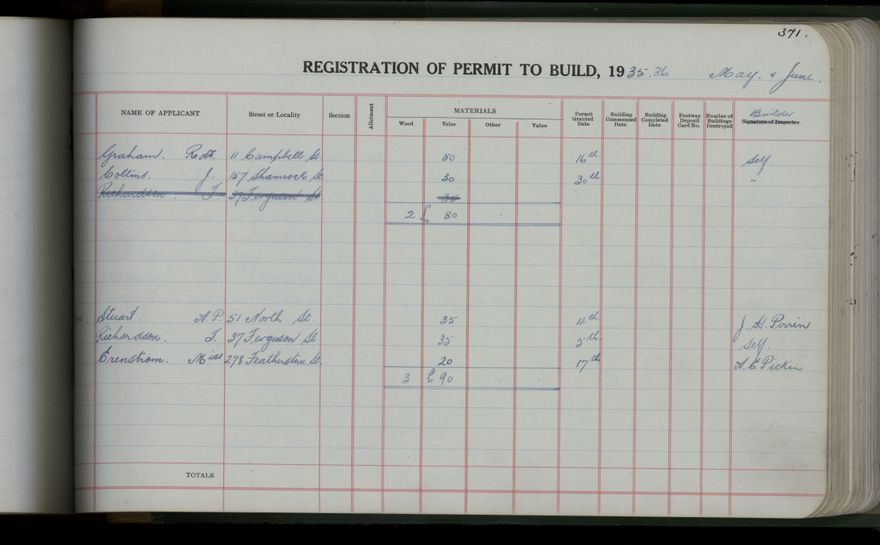 371.
REGISTRATION OF PERMIT TO BUILD, 1935.36 May. & June.
NAME OF APPLICANT Street or Locality Section Allotment MATERIALS Wood Value Other Value Permit Granted Date Building Commenced Date Building Completed Date Footway Deposit Card No. Number of Buildings Destroyed Builder Signature of Inspector
Graham. Robt. 11 Campbell St. 50 16th Self.
Collins. J. 157 Shamrock St. 30 30th "
Richardson. T. 37 Ferguson St.
2 £ 80
Stuart. A.P. 51 North St 35 4th J. H. Perrin
Richardson. T. 37 Ferguson St 35 5th Self.
Erenstrom. Miss 278 Featherston St. 20 17th A. E. Pickin
3 £ 90
TOTALS